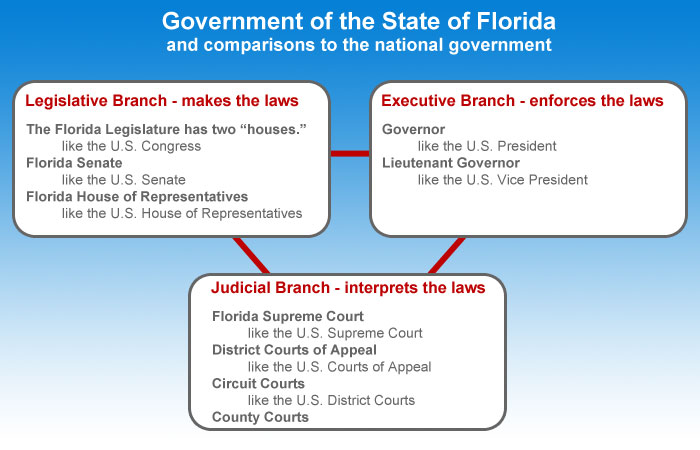 Government of the State of Florida
and comparisons to the national government
Legislative Branch - makes the laws
The Florida Legislature has two “houses.”
like the U.S. Congress
Florida Senate
like the U.S. Senate
Florida House of Representatives
like the U.S. House of Representatives
Executive Branch - enforces the laws
Governor
like the U.S. President
Lieutenant Governor
like the U.S. Vice President
Judicial Branch - interprets the laws
Florida Supreme Court
like the U.S. Supreme Court
District Courts of Appeal
like the U.S. Courts of Appeal
Circuit Courts
like the U.S. District Courts
County Courts